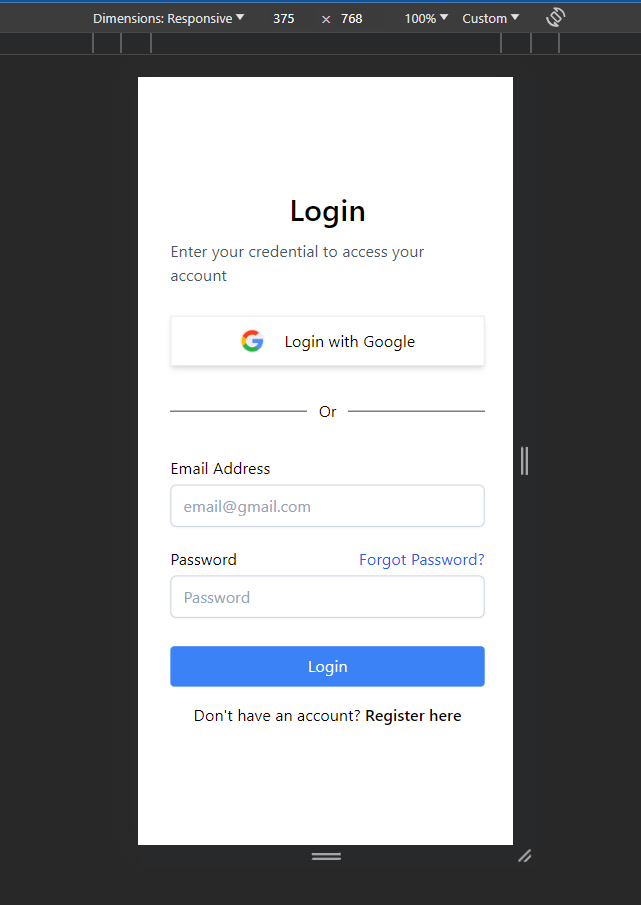 Dimensions: Responsive 375 × 768 100% Custom
Login
Enter your credential to access your
account
Login with Google
Or
Email Address
email@gmail.com
Password Forgot Password?
Password
Login
Don't have an account? Register here